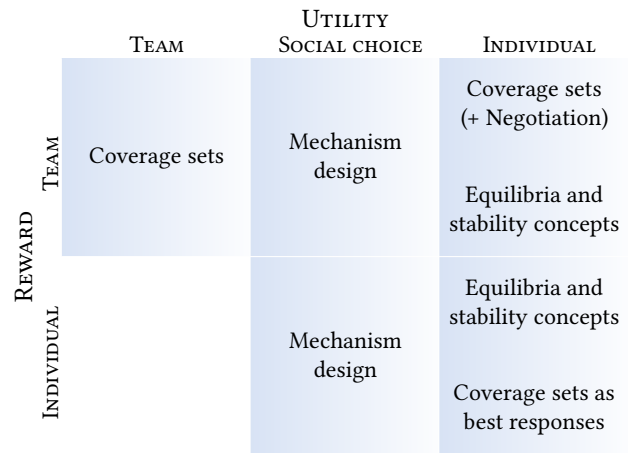 UTILITY
TEAM
SOCIAL CHOICE
INDIVIDUAL
REWARD
TEAM
Coverage sets
Mechanism
design
Coverage sets
(+ Negotiation)
Equilibria and
stability concepts
INDIVIDUAL
Mechanism
design
Equilibria and
stability concepts
Coverage sets as
best responses